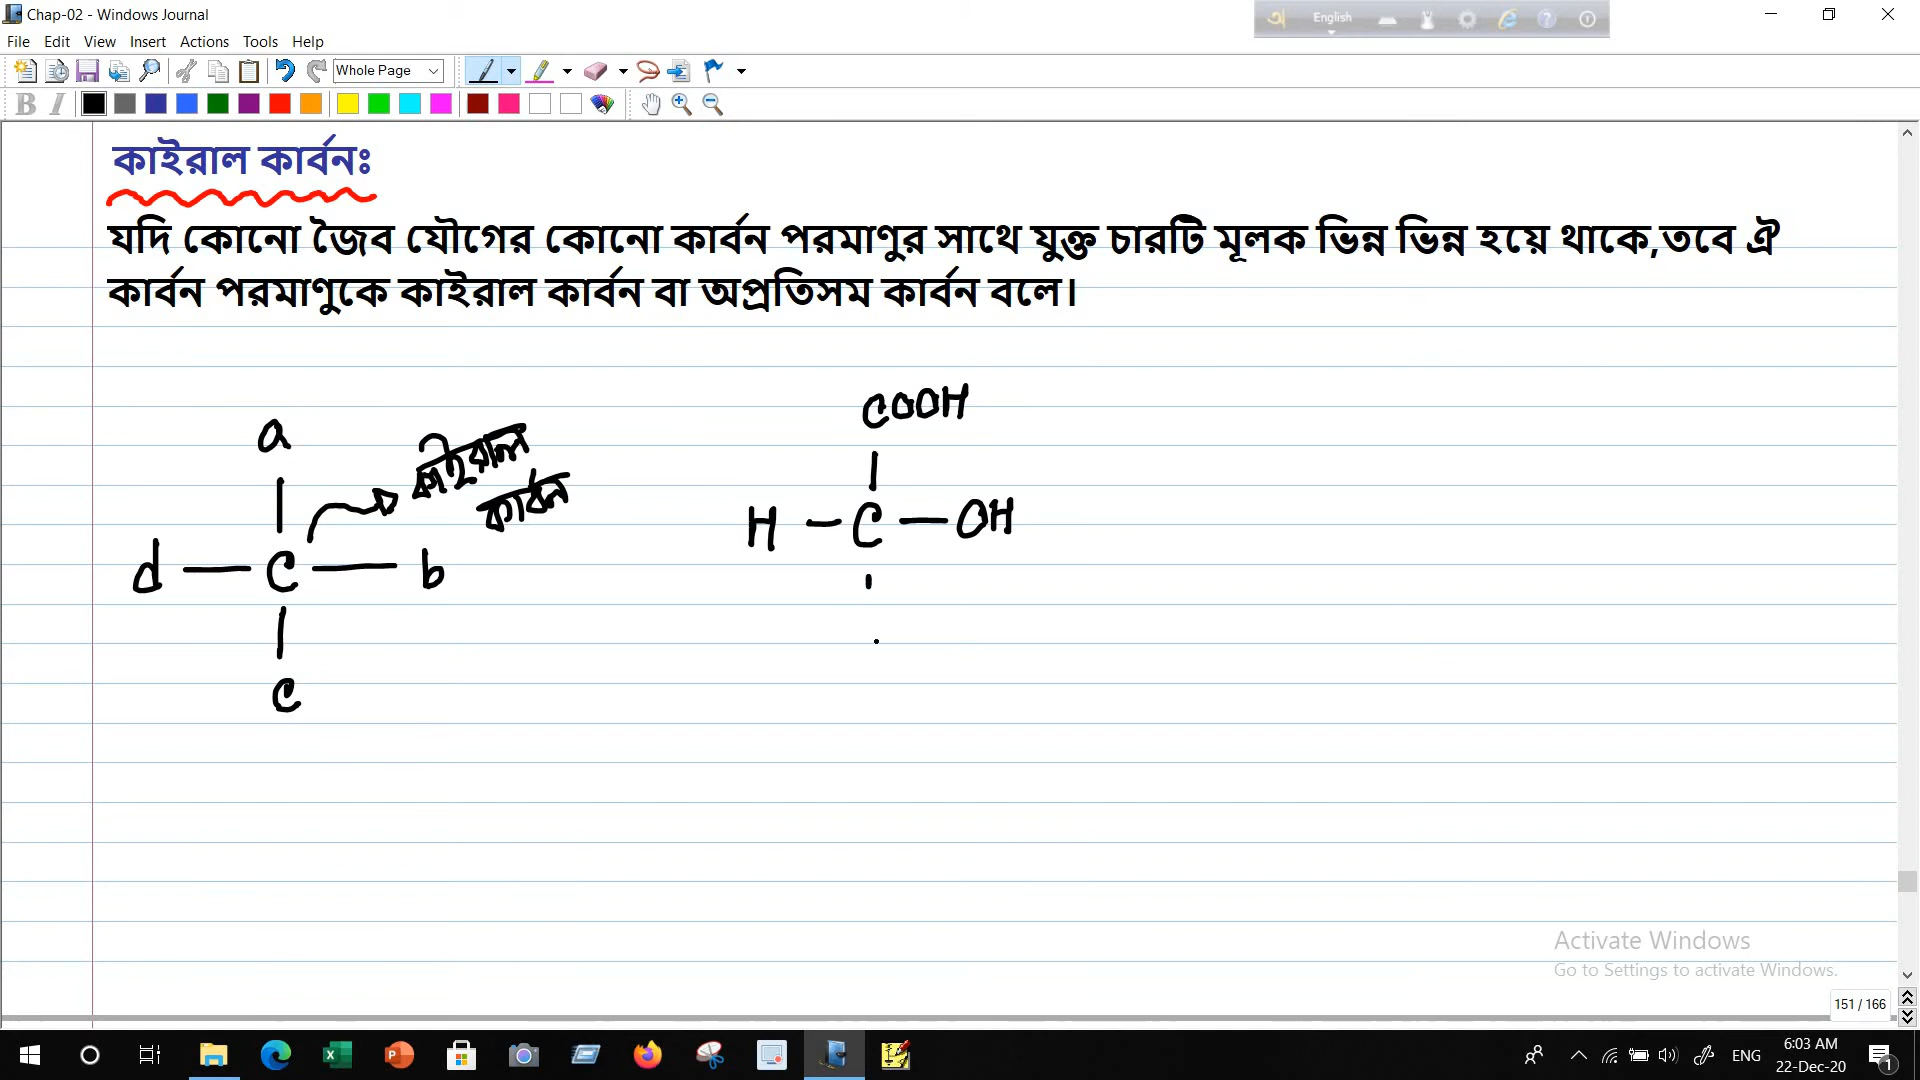 Chap-02 - Windows Journal
English
File Edit View Insert Actions Tools Help
Whole Page
B I
কাইরাল কার্বনঃ
যদি কোনো জৈব যৌগের কোনো কার্বন পরমাণুর সাথে যুক্ত চারটি মূলক ভিন্ন ভিন্ন হয়ে থাকে,তবে ঐ
কার্বন পরমাণুকে কাইরাল কার্বন বা অপ্রতিসম কার্বন বলে।
a
কাইরাল
কার্বন
d — C — b
c
COOH
H – C – OH
Activate Windows
Go to Settings to activate Windows.
151 / 166
ENG
6:03 AM
22-Dec-20
1